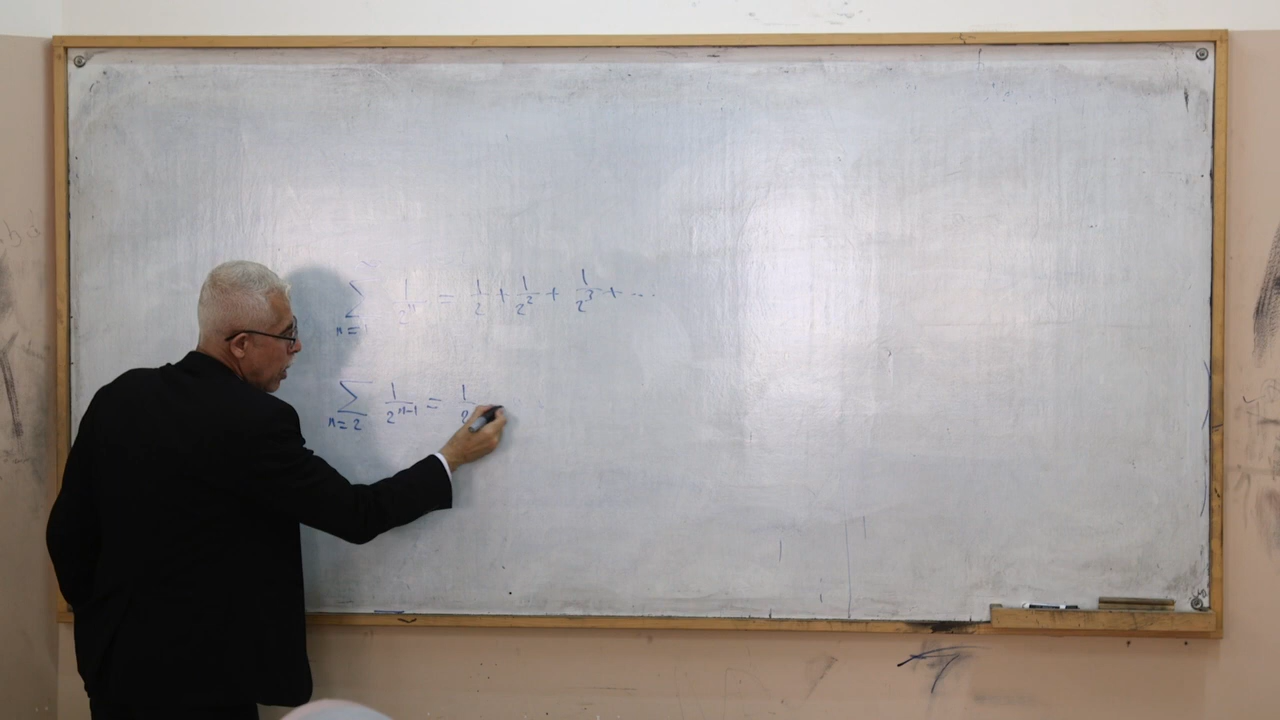 ∑ n=1 1/2^n = 1/2 + 1/2^2 + 1/2^3 + ...
∑ n=2 1/2^(n-1) = 1/2